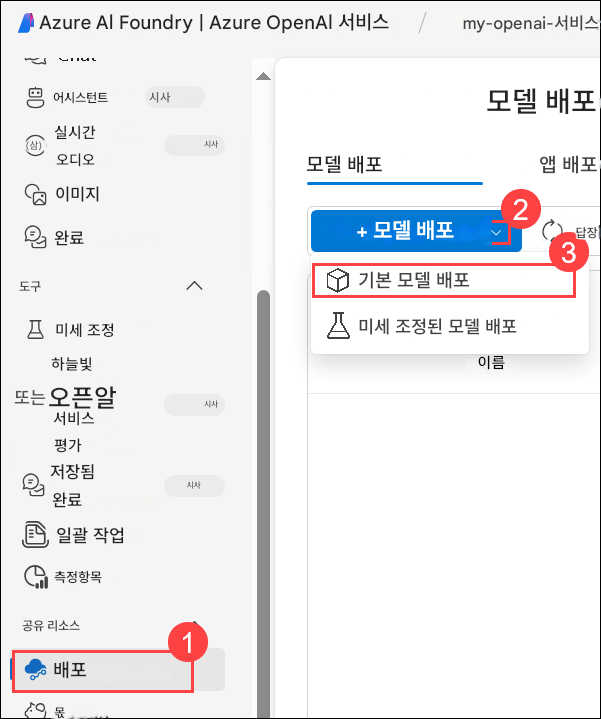 Azure AI Foundry | Azure OpenAI 서비스 / my-openai-서비스
Chat
어시스턴트 시사
실시간
(삼)
오디오
시사
이미지
완료
도구
미세 조정
하늘빛
또는 오픈알
서비스
시사
평가
저장됨
완료
시사
일괄 작업
측정항목
공유 리소스
1
배포
몫
모델 배포
모델 배포
앱 배포
+ 모델 배포
2
답장
3
기본 모델 배포
미세 조정된 모델 배포
이름